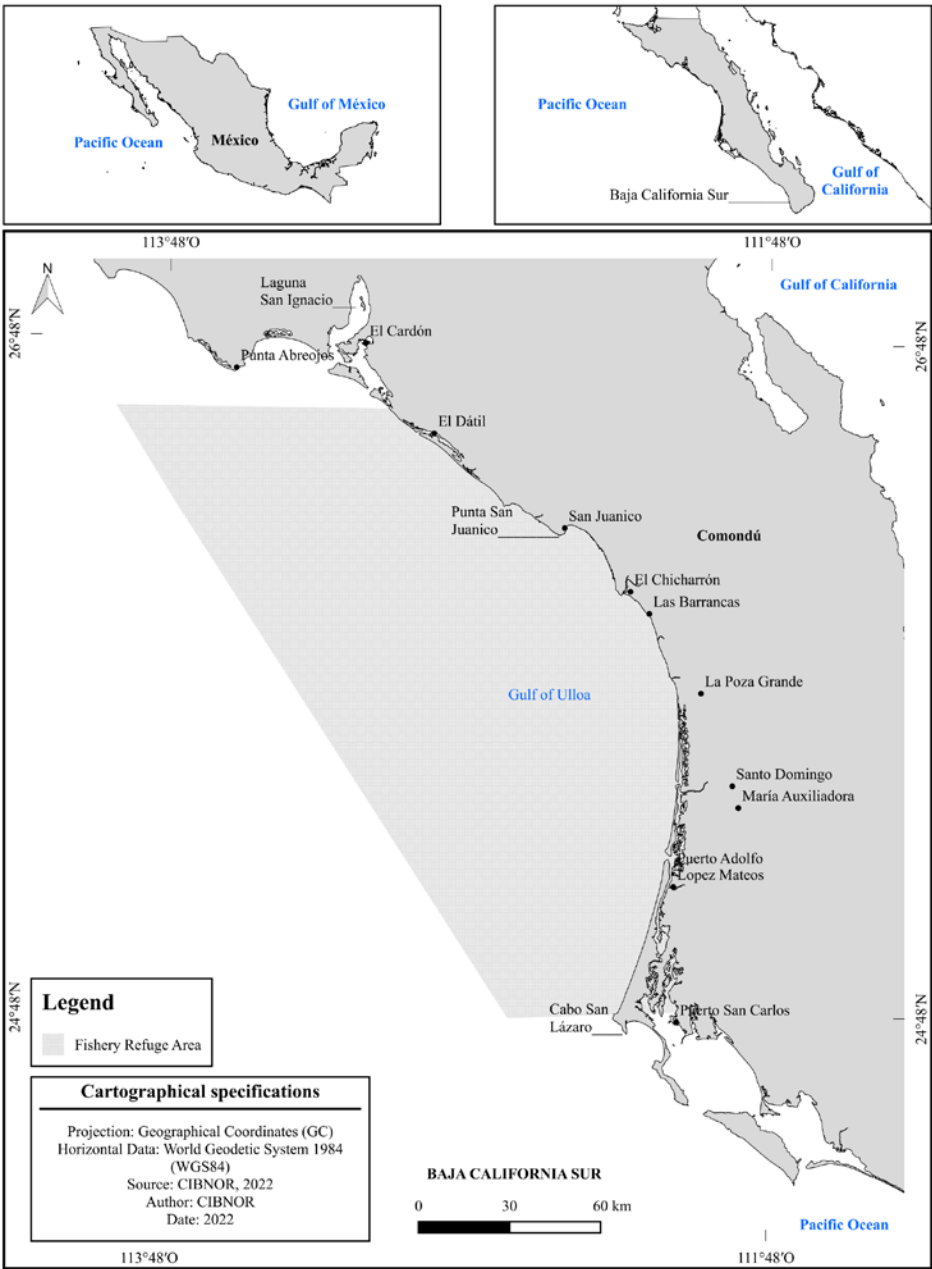 Gulf of México
Pacific Ocean
México
Pacific Ocean
Gulf of
California
Baja California Sur
113°48′O
111°48′O
N
Laguna
San Ignacio
Gulf of California
26°48′N
26°48′N
El Cardón
Punta Abreojos
El Dátil
Punta San
Juanico
San Juanico
Comondú
El Chicharrón
Las Barrancas
Gulf of Ulloa
La Poza Grande
Santo Domingo
María Auxiliadora
Puerto Adolfo
Lopez Mateos
24°48′N
24°48′N
Legend
Fishery Refuge Area
Cabo San
Lázaro
Puerto San Carlos
Cartographical specifications
Projection: Geographical Coordinates (GC)
Horizontal Data: World Geodetic System 1984
(WGS84)
Source: CIBNOR, 2022
Author: CIBNOR
Date: 2022
BAJA CALIFORNIA SUR
0 30 60 km
Pacific Ocean
113°48′O
111°48′O